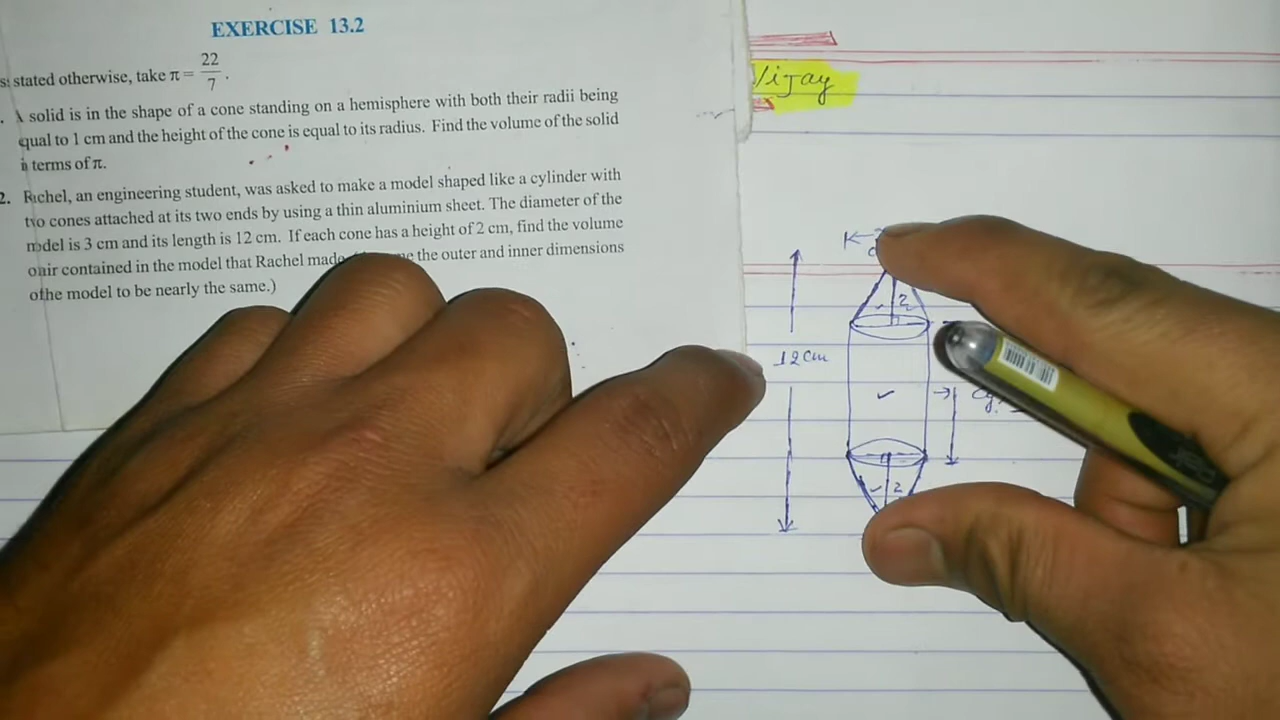 EXERCISE 13.2
stated otherwise, take π = 22/7.
A solid is in the shape of a cone standing on a hemisphere with both their radii being
equal to 1 cm and the height of the cone is equal to its radius. Find the volume of the solid
in terms of π.
2. Rachel, an engineering student, was asked to make a model shaped like a cylinder with
two cones attached at its two ends by using a thin aluminium sheet. The diameter of the
model is 3 cm and its length is 12 cm. If each cone has a height of 2 cm, find the volume
air contained in the model that Rachel made the outer and inner dimensions
of the model to be nearly the same.)
Vijay
2
12 cm
2